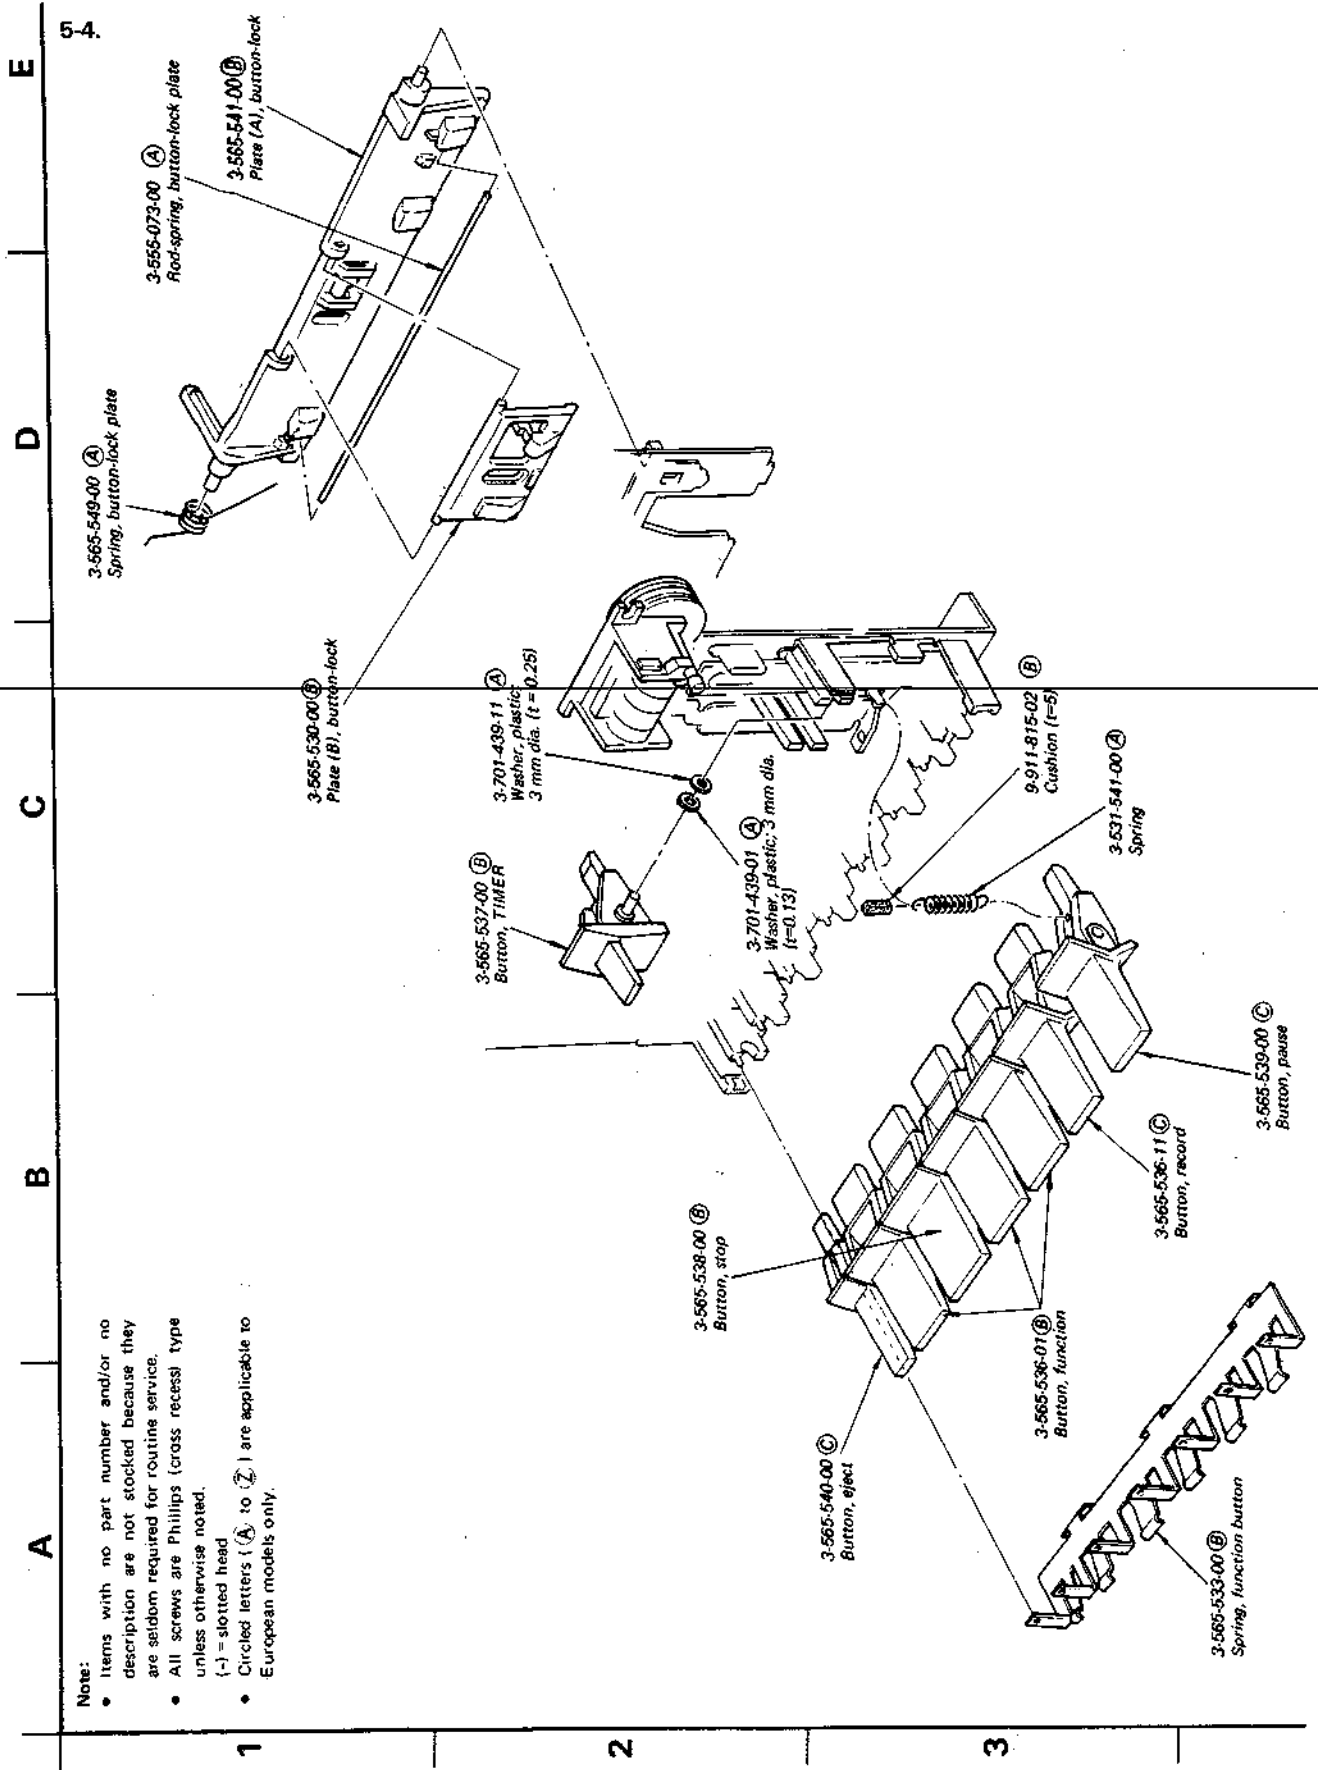 5-4.
A
B
C
D
E
1
2
3
Note:
• Items with no part number and/or no
description are not stocked because they
are seldom required for routine service.
• All screws are Phillips (cross recess) type
unless otherwise noted.
(-) = slotted head
• Circled letters (Ⓐ to Ⓩ) are applicable to
European models only.
3-565-549-00 Ⓐ
Spring, button-lock plate
3-555-073-00 Ⓐ
Rod-spring, button-lock plate
3-565-541-00 Ⓑ
Plate (A), button-lock
3-565-530-00 Ⓑ
Plate (B), button-lock
3-565-537-00 Ⓑ
Button, TIMER
3-701-439-11 Ⓐ
Washer, plastic;
3 mm dia. (t = 0.25)
3-701-439-01 Ⓐ
Washer, plastic; 3 mm dia.
(t=0.13)
9-911-815-02 Ⓑ
Cushion (t=5)
3-531-541-00 Ⓐ
Spring
3-565-538-00 Ⓑ
Button, stop
3-565-540-00 Ⓒ
Button, eject
3-565-536-01 Ⓑ
Button, function
3-565-536-11 Ⓒ
Button, record
3-565-539-00 Ⓒ
Button, pause
3-565-533-00 Ⓑ
Spring, function button